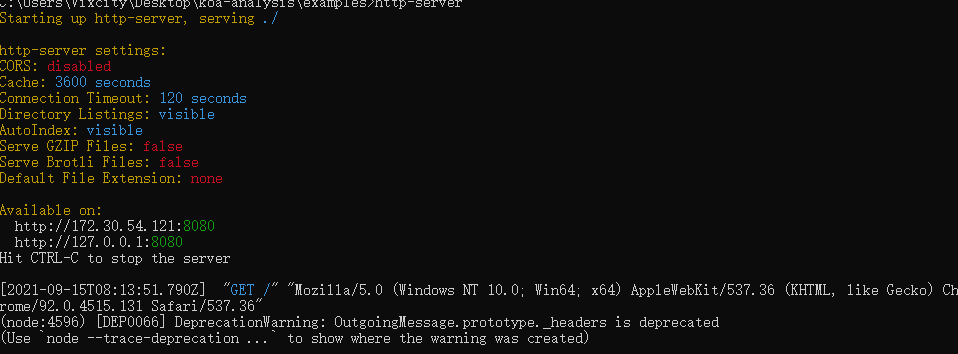 C:\Users\Vixcity\Desktop\koa-analysis\examples>http-server
Starting up http-server, serving ./
http-server settings:
CORS: disabled
Cache: 3600 seconds
Connection Timeout: 120 seconds
Directory Listings: visible
AutoIndex: visible
Serve GZIP Files: false
Serve Brotli Files: false
Default File Extension: none
Available on:
http://172.30.54.121:8080
http://127.0.0.1:8080
Hit CTRL-C to stop the server
[2021-09-15T08:13:51.790Z] "GET /" "Mozilla/5.0 (Windows NT 10.0; Win64; x64) AppleWebKit/537.36 (KHTML, like Gecko) Ch
rome/92.0.4515.131 Safari/537.36"
(node:4596) [DEP0066] DeprecationWarning: OutgoingMessage.prototype._headers is deprecated
(Use `node --trace-deprecation ...` to show where the warning was created)